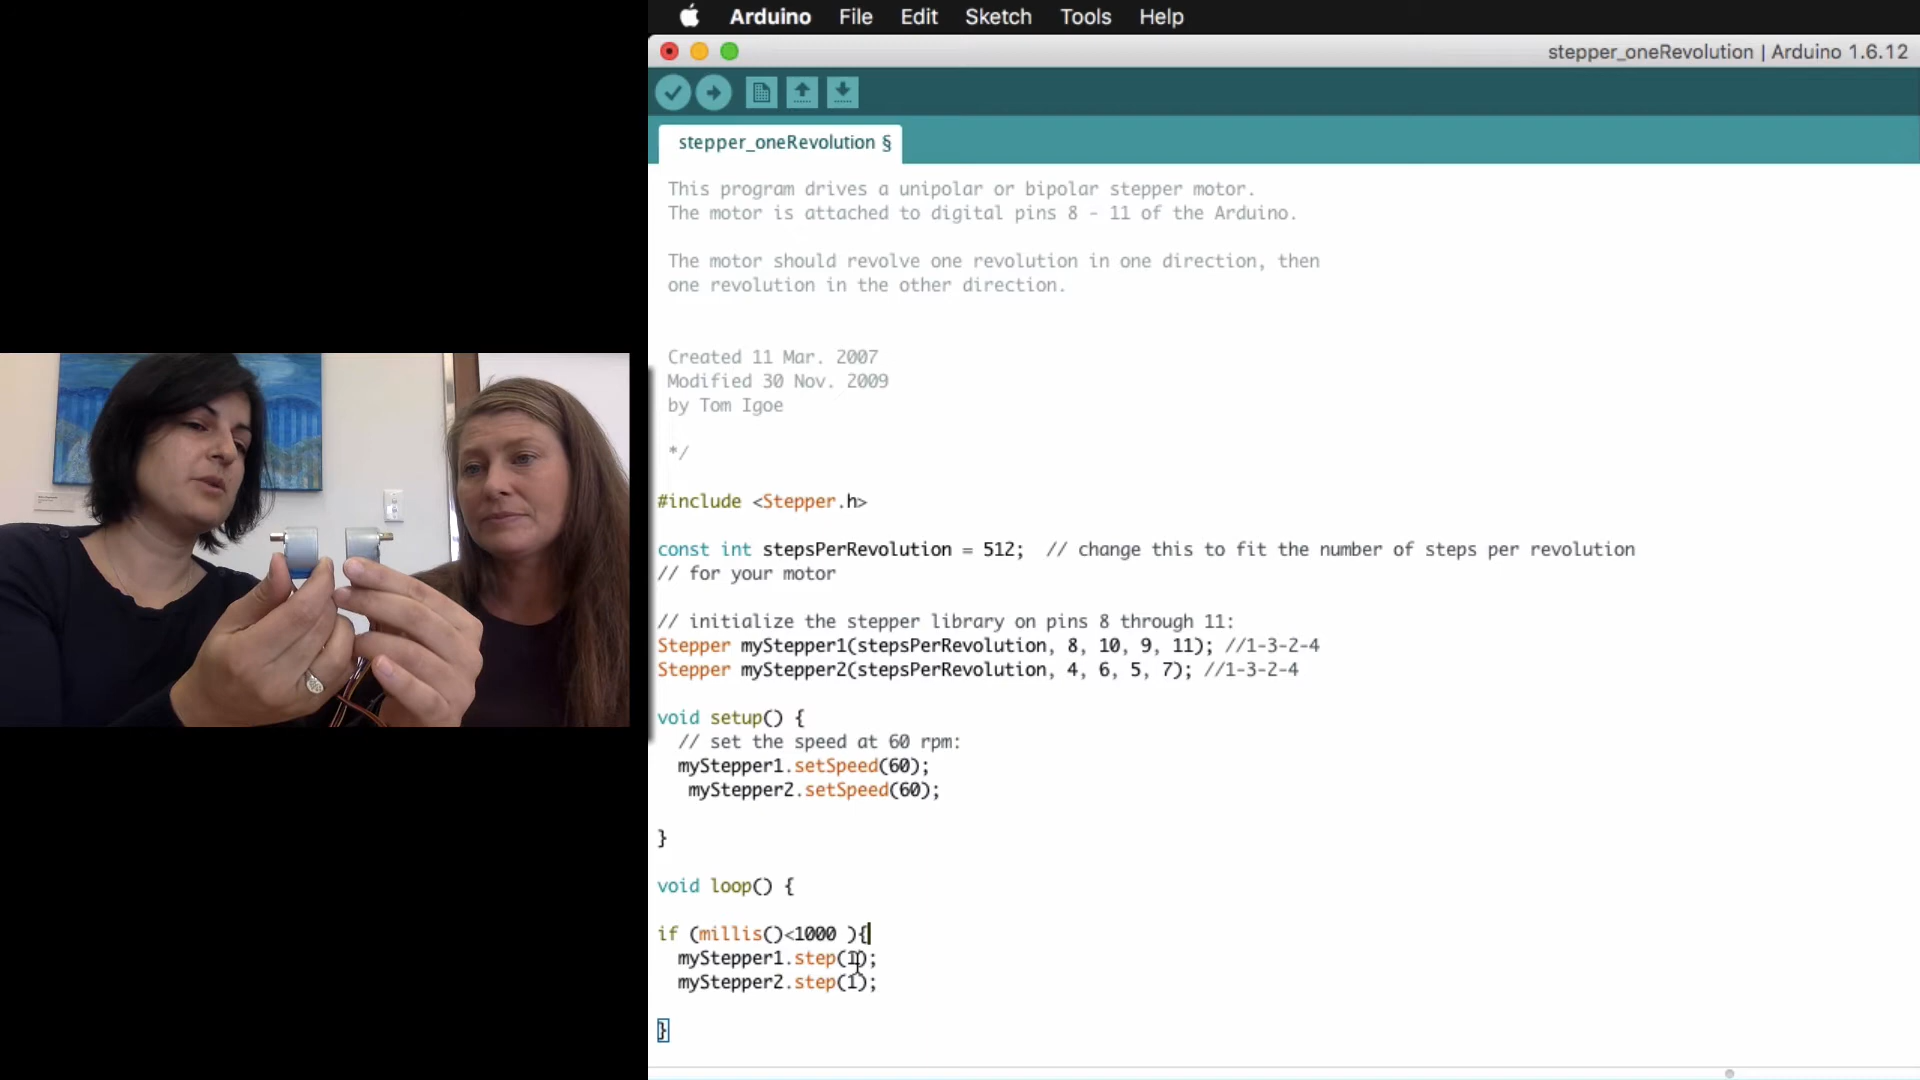 Arduino File Edit Sketch Tools Help
stepper_oneRevolution | Arduino 1.6.12
stepper_oneRevolution §
This program drives a unipolar or bipolar stepper motor.
The motor is attached to digital pins 8 - 11 of the Arduino.
The motor should revolve one revolution in one direction, then
one revolution in the other direction.
Created 11 Mar. 2007
Modified 30 Nov. 2009
by Tom Igoe
*/
#include <Stepper.h>
const int stepsPerRevolution = 512;  // change this to fit the number of steps per revolution
// for your motor
// initialize the stepper library on pins 8 through 11:
Stepper myStepper1(stepsPerRevolution, 8, 10, 9, 11); //1-3-2-4
Stepper myStepper2(stepsPerRevolution, 4, 6, 5, 7); //1-3-2-4
void setup() {
// set the speed at 60 rpm:
myStepper1.setSpeed(60);
myStepper2.setSpeed(60);
}
void loop() {
if (millis()<1000 ){
myStepper1.step(1);
myStepper2.step(1);
}